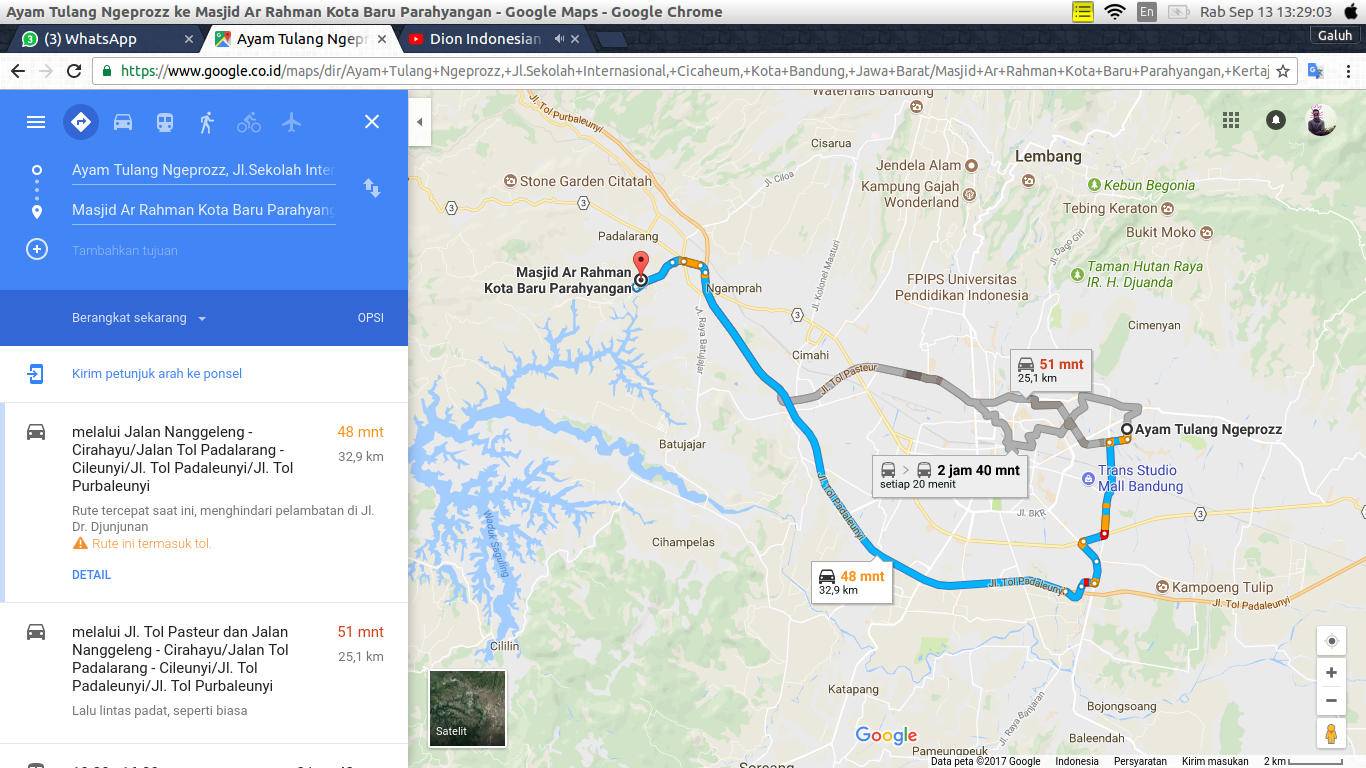 Ayam Tulang Ngeprozz ke Masjid Ar Rahman Kota Baru Parahyangan - Google Maps - Google Chrome
En
Rab Sep 13 13:29:03
(3) WhatsApp
Ayam Tulang Ngepr
Dion Indonesian
Galuh
https://www.google.co.id/maps/dir/Ayam+Tulang+Ngeprozz,+Jl.Sekolah+Internasional,+Cicaheum,+Kota+Bandung,+Jawa+Barat/Masjid+Ar+Rahman+Kota+Baru+Parahyangan,+Kertaj
Ayam Tulang Ngeprozz, Jl.Sekolah Inter
Masjid Ar Rahman Kota Baru Parahyang
Tambahkan tujuan
Berangkat sekarang
OPSI
Kirim petunjuk arah ke ponsel
melalui Jalan Nanggeleng -
Cirahayu/Jalan Tol Padalarang -
Cileunyi/Jl. Tol Padaleunyi/Jl. Tol
Purbaleunyi
48 mnt
32,9 km
Rute tercepat saat ini, menghindari pelambatan di Jl.
Dr. Djunjunan
Rute ini termasuk tol.
DETAIL
melalui Jl. Tol Pasteur dan Jalan
Nanggeleng - Cirahayu/Jalan Tol
Padalarang - Cileunyi/Jl. Tol
Padaleunyi/Jl. Tol Purbaleunyi
51 mnt
25,1 km
Lalu lintas padat, seperti biasa
Waterfalls Bandung
Jl. Tol Purbaleunyi
Cisarua
Lembang
Jendela Alam
Stone Garden Citatah
Jl. Ciloa
Kampung Gajah
Wonderland
Kebun Begonia
3
3
Tebing Keraton
Bukit Moko
Padalarang
Jl. Kolonel Masturi
Jl. Dago Giri
Masjid Ar Rahman
Kota Baru Parahyangan
Ngamprah
FPIPS Universitas
Pendidikan Indonesia
Taman Hutan Raya
IR. H. Djuanda
3
Jl. Raya Batujajar
Cimenyan
Cimahi
51 mnt
25,1 km
Jl. Tol Pasteur
Ayam Tulang Ngeprozz
Batujajar
2 jam 40 mnt
setiap 20 menit
Trans Studio
Mall Bandung
Jl. BKR
3
Jl. Tol Padaleunyi
Waduk Saguling
Cihampelas
48 mnt
32,9 km
Jl. Tol Padaleunyi
Kampoeng Tulip
Jl. Tol Padaleunyi
Cililin
Katapang
Jl. Raya Banjaran
Bojongsoang
Satelit
Google
Baleendah
Pameungpeuk
Soreang
Data peta ©2017 Google
Indonesia
Persyaratan
Kirim masukan
2 km